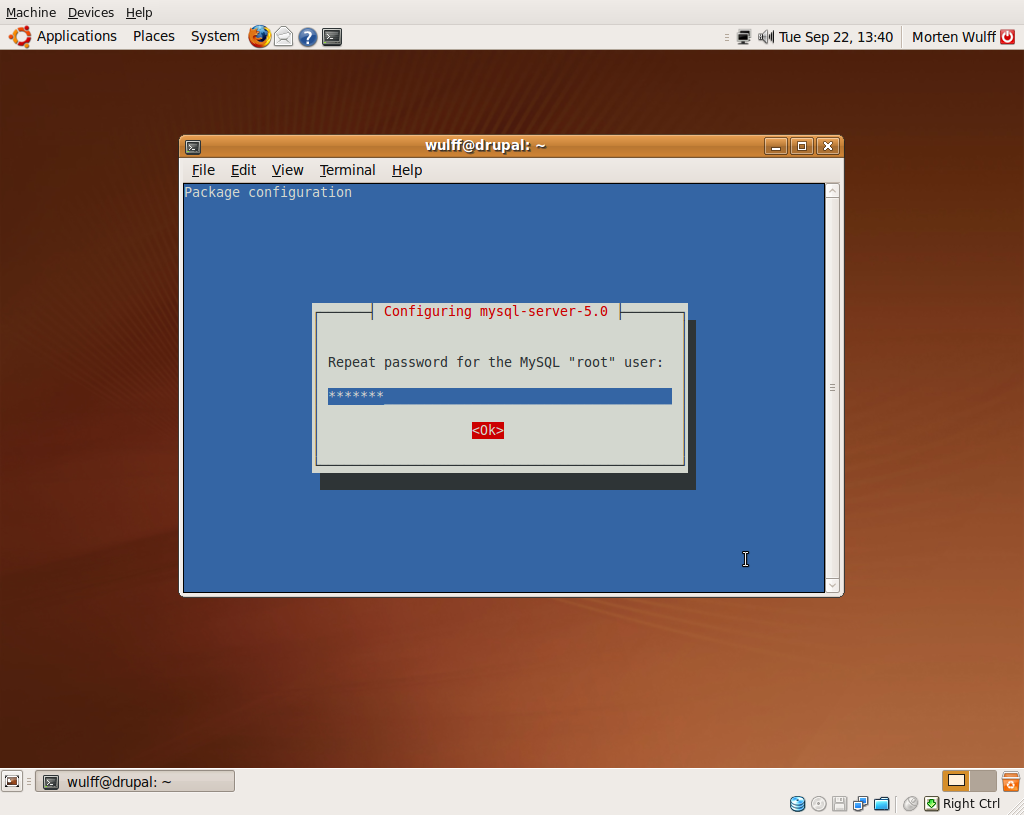 Machine Devices Help
Applications Places System Tue Sep 22, 13:40 Morten Wulff
wulff@drupal: ~
File Edit View Terminal Help
Package configuration
Configuring mysql-server-5.0
Repeat password for the MySQL "root" user:
*******
<Ok>
wulff@drupal: ~
Right Ctrl